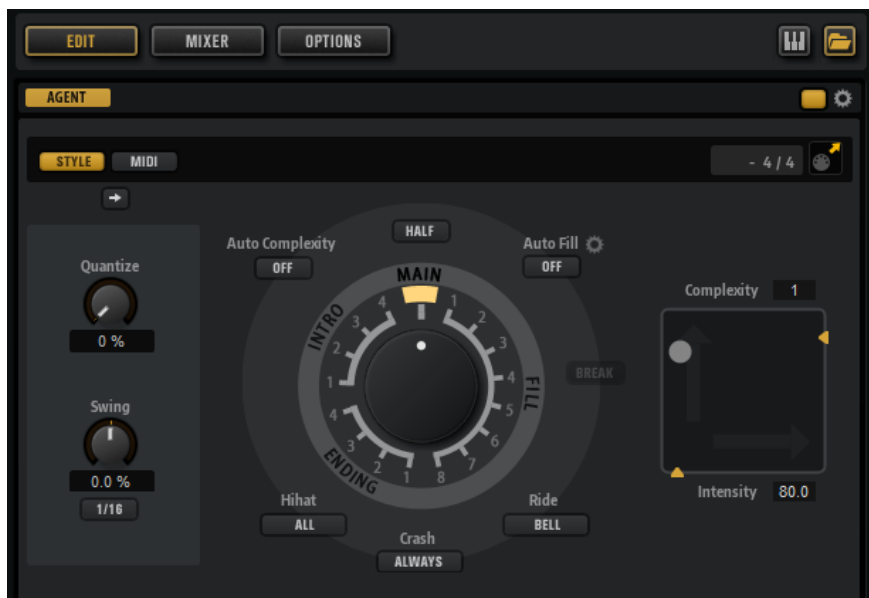 EDIT MIXER OPTIONS
AGENT
STYLE MIDI - 4 / 4
HALF
Auto Complexity Auto Fill
OFF OFF
MAIN
Quantize
0 %
INTRO
1 2 3 4
1 2 3 4 5 6 7 8
FILL
BREAK
Complexity 1
4 3 2 1
ENDING
Swing
0.0 %
1/16
Intensity 80.0
Hihat Ride
ALL BELL
Crash
ALWAYS